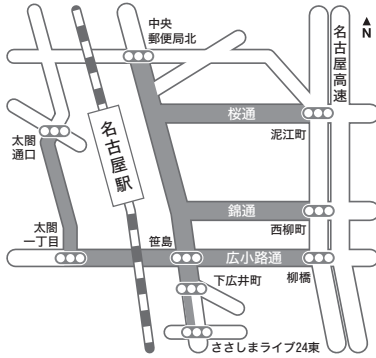 中央
郵便局北
N
名古屋高速
桜通
泥江町
太閤
通口
名古屋駅
錦通
西柳町
太閤
一丁目
笹島
広小路通
下広井町
柳橋
ささしまライブ24東